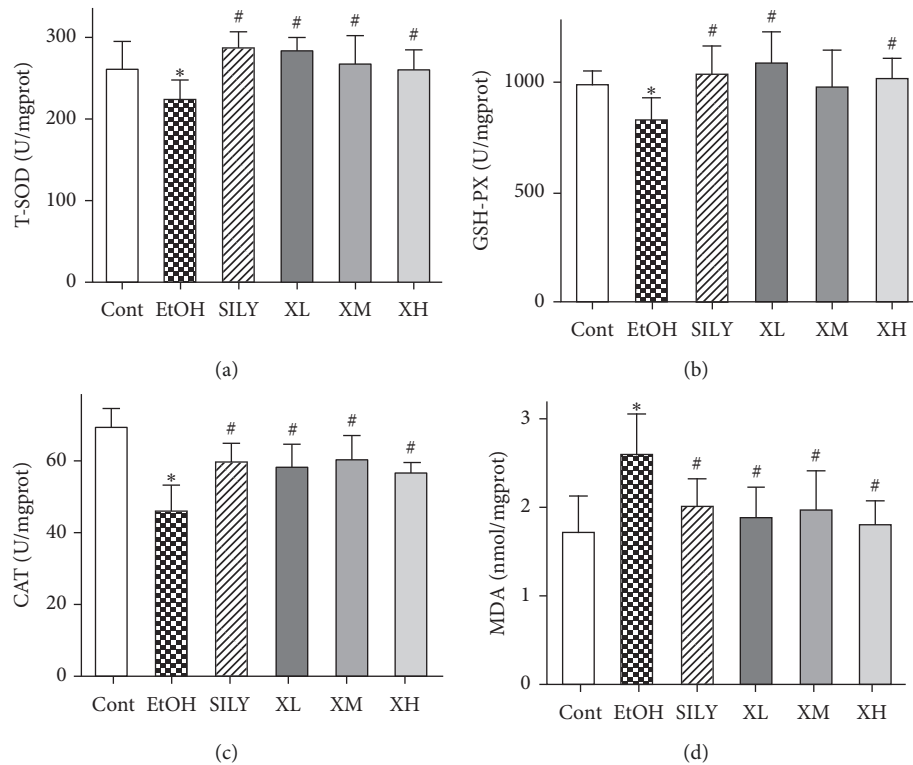 # # # #
300
*
200
100
0
T-SOD (U/mgprot)
Cont EtOH SILY XL XM XH
(a)
# # #
1000
*
500
0
GSH-PX (U/mgprot)
Cont EtOH SILY XL XM XH
(b)
# # # #
60
*
40
20
0
CAT (U/mgprot)
Cont EtOH SILY XL XM XH
(c)
3
*
# # # #
2
1
0
MDA (nmol/mgprot)
Cont EtOH SILY XL XM XH
(d)